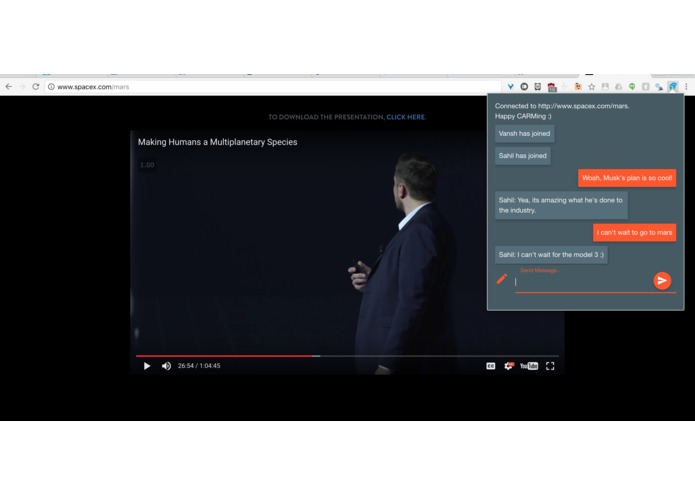 www.spacex.com/mars
TO DOWNLOAD THE PRESENTATION, CLICK HERE.
Making Humans a Multiplanetary Species
1.00
26:54 / 1:04:45
CC
YouTube
Connected to http://www.spacex.com/mars.
Happy CARMing :)
Vansh has joined
Sahil has joined
Woah, Musk's plan is so cool!
Sahil: Yea, its amazing what he's done to
the industry.
I can't wait to go to mars
Sahil: I can't wait for the model 3 :)
Send Message...